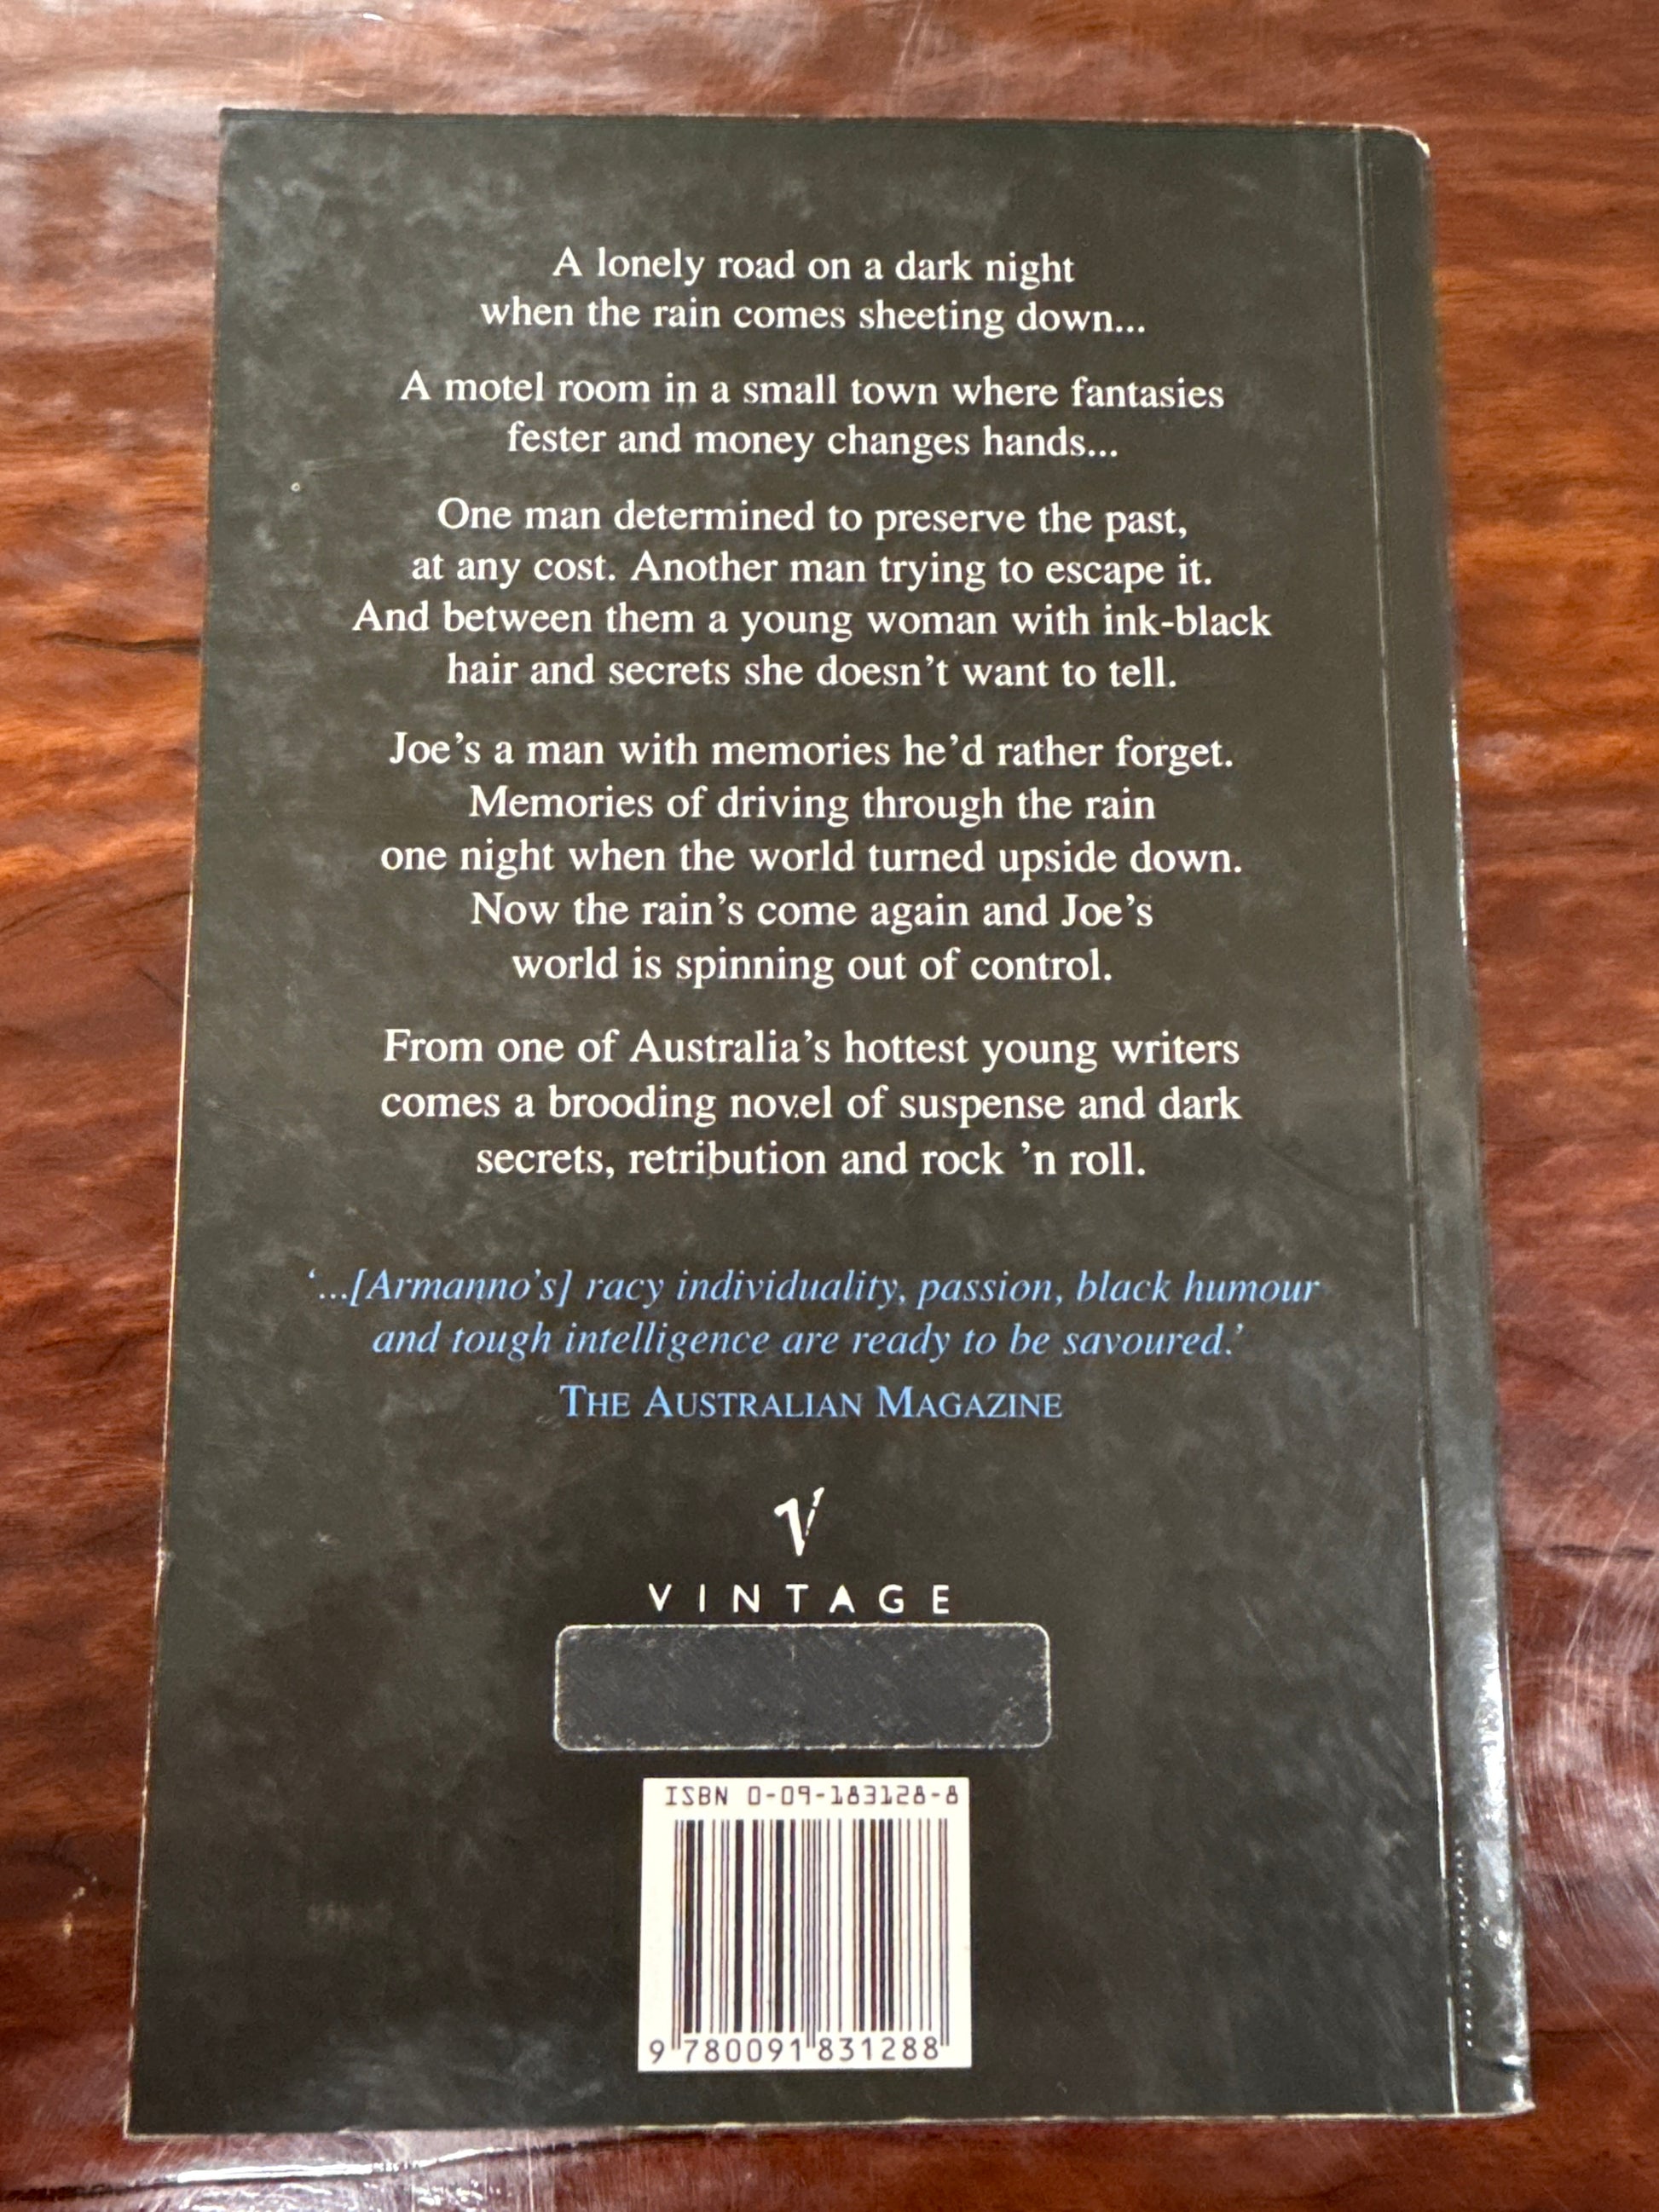 A lonely road on a dark night
when the rain comes sheeting down...
A motel room in a small town where fantasies
fester and money changes hands...
One man determined to preserve the past,
at any cost. Another man trying to escape it.
And between them a young woman with ink-black
hair and secrets she doesn't want to tell.
Joe's a man with memories he'd rather forget.
Memories of driving through the rain
one night when the world turned upside down.
Now the rain's come again and Joe's
world is spinning out of control.
From one of Australia's hottest young writers
comes a brooding novel of suspense and dark
secrets, retribution and rock 'n roll.
'...[Armanno's] racy individuality, passion, black humour
and tough intelligence are ready to be savoured.'
THE AUSTRALIAN MAGAZINE
V
VINTAGE
ISBN 0-09-183128-8
9 780091 831288